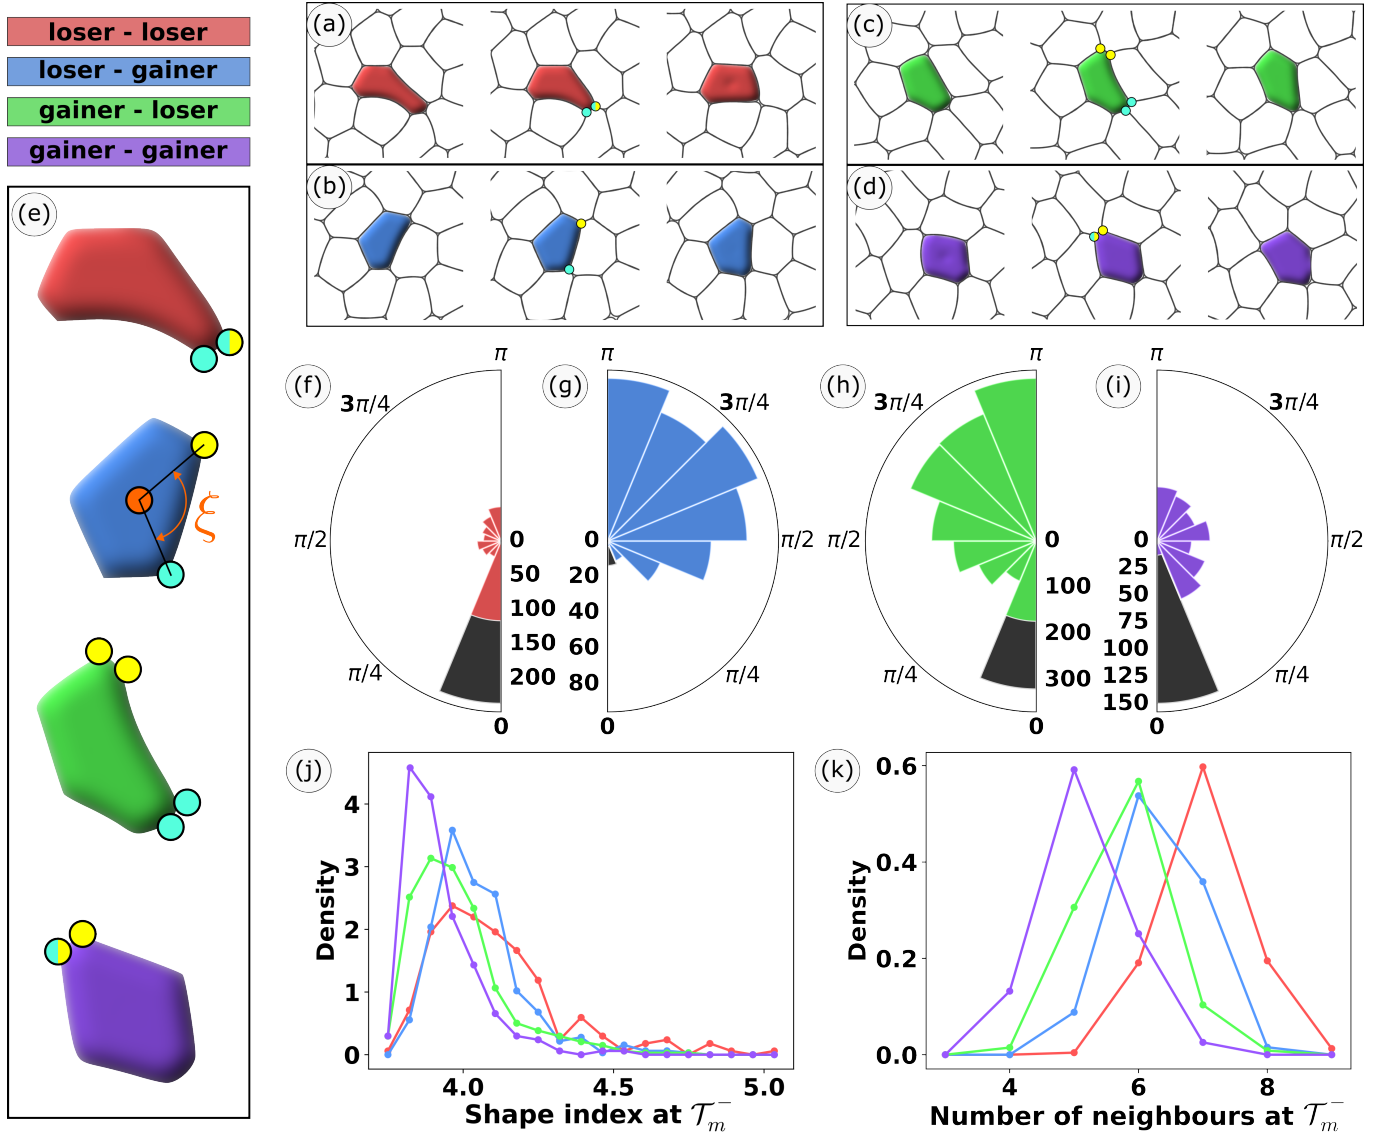 loser - loser
loser - gainer
gainer - loser
gainer - gainer
(a)
(b)
(c)
(d)
(e)
ξ
(f)
π
3π/4
π/2
π/4
0
0
50
100
150
200
(g)
π
3π/4
π/2
π/4
0
0
20
40
60
80
(h)
π
3π/4
π/2
π/4
0
0
100
200
300
(i)
π
3π/4
π/2
π/4
0
0
25
50
75
100
125
150
(j)
Density
4
3
2
1
0
4.0 4.5 5.0
Shape index at 𝒯ₘ⁻
(k)
Density
0.6
0.4
0.2
0.0
4 6 8
Number of neighbours at 𝒯ₘ⁻